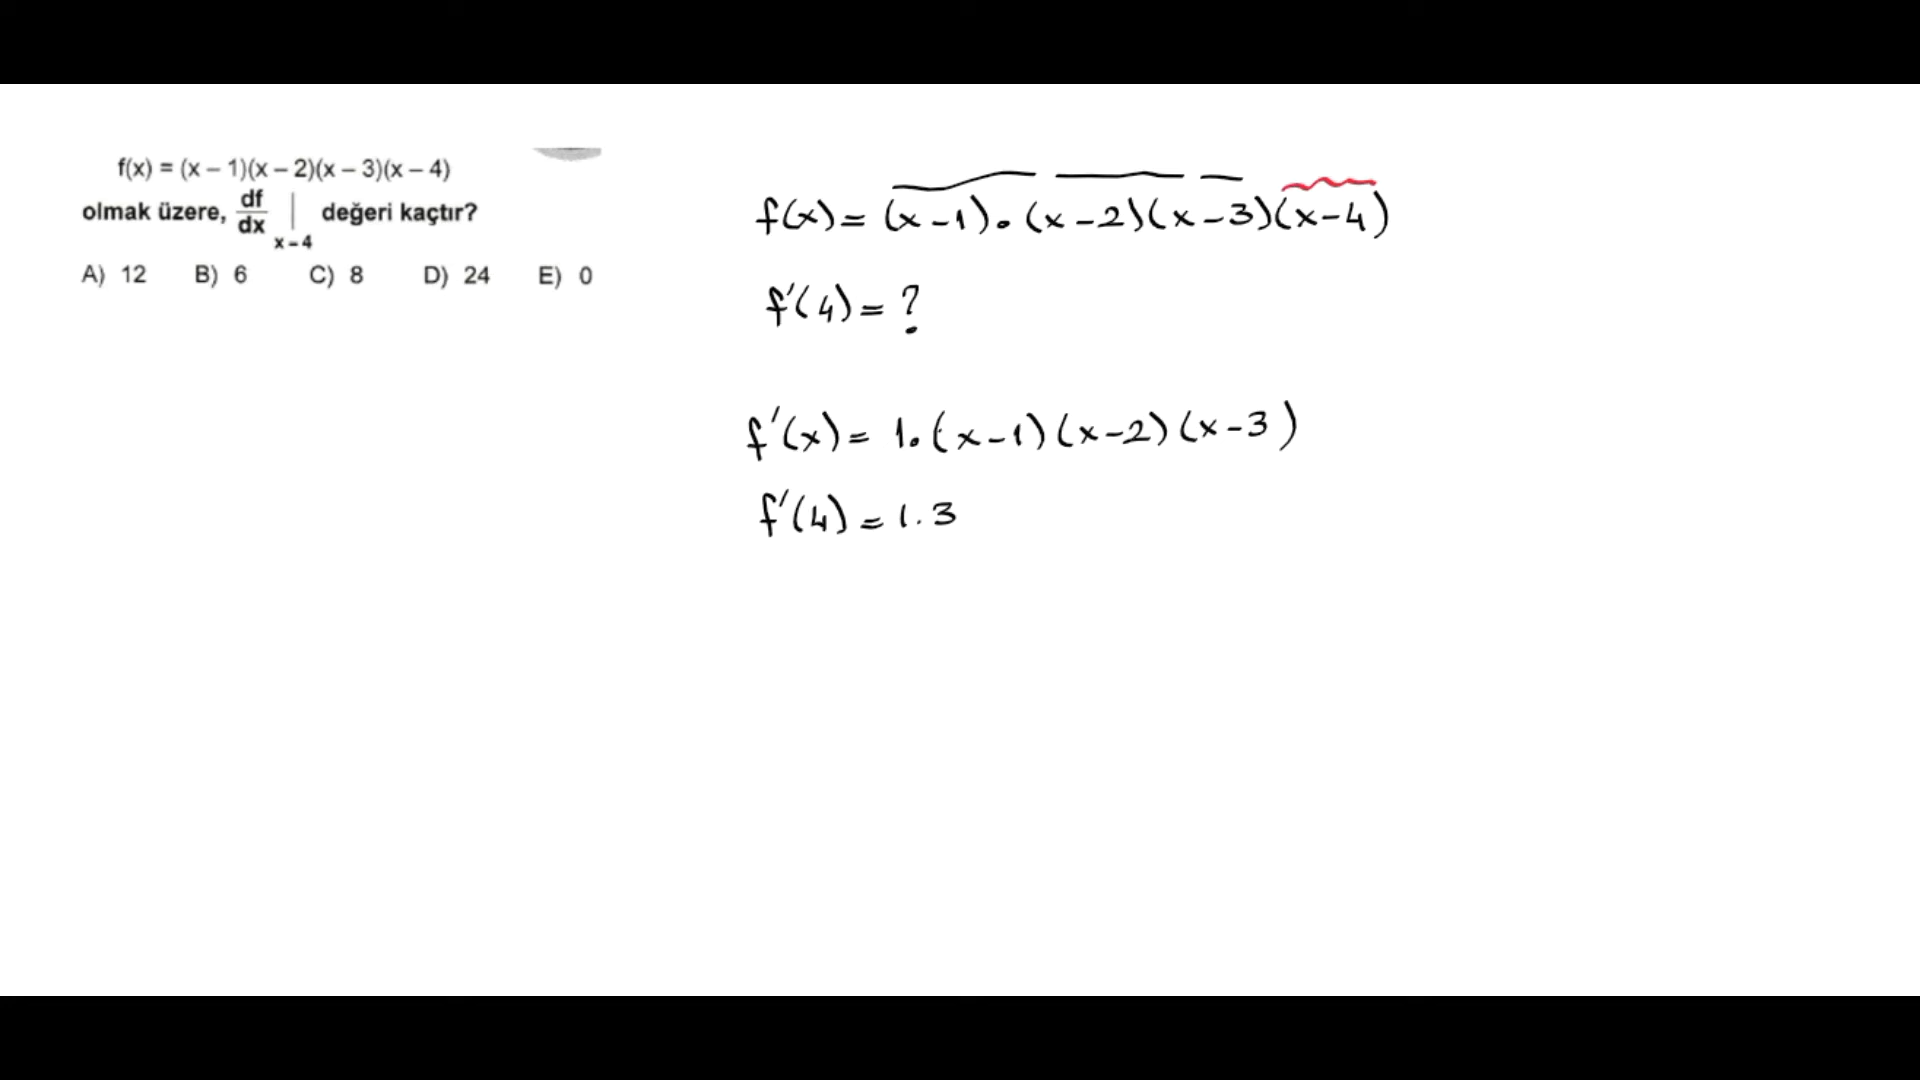 f(x) = (x – 1)(x – 2)(x – 3)(x – 4)
olmak üzere, df/dx | x = 4 değeri kaçtır?
A) 12 B) 6 C) 8 D) 24 E) 0
f(x) = (x-1).(x-2)(x-3)(x-4)
f'(4) = ?
f'(x) = 1.(x-1)(x-2)(x-3)
f'(4) = 1.3